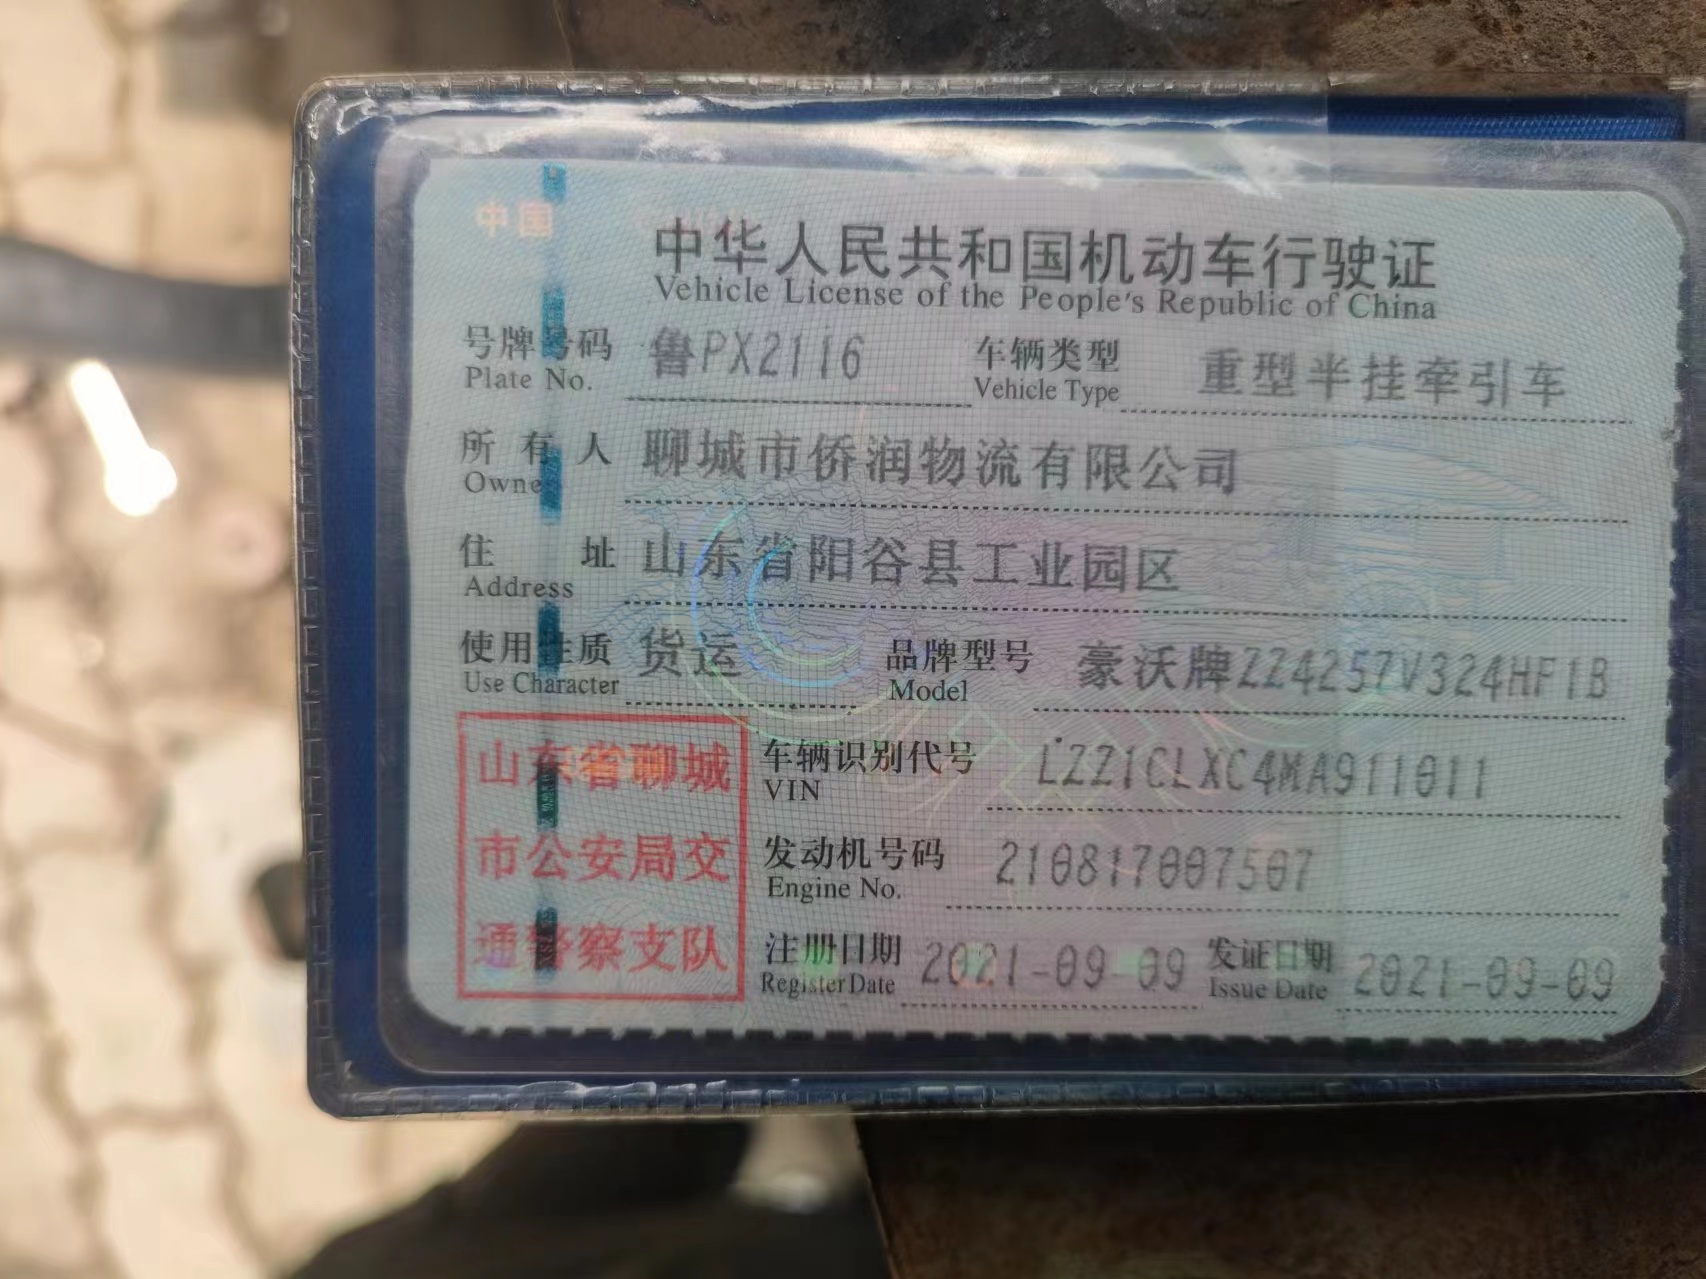 中国
中华人民共和国机动车行驶证
Vehicle License of the People's Republic of China
号牌号码 鲁PX2116 车辆类型 重型半挂牵引车
Plate No. Vehicle Type
所有人 聊城市侨润物流有限公司
Owner
住址 山东省阳谷县工业园区
Address
使用性质 货运 品牌型号 豪沃牌ZZ4257V324HF1B
Use Character Model
山东省聊城
市公安局交
通警察支队
车辆识别代号 LZZ1CLXC4MA911011
VIN
发动机号码 210817007507
Engine No.
注册日期 2021-09-09 发证日期 2021-09-09
Register Date Issue Date